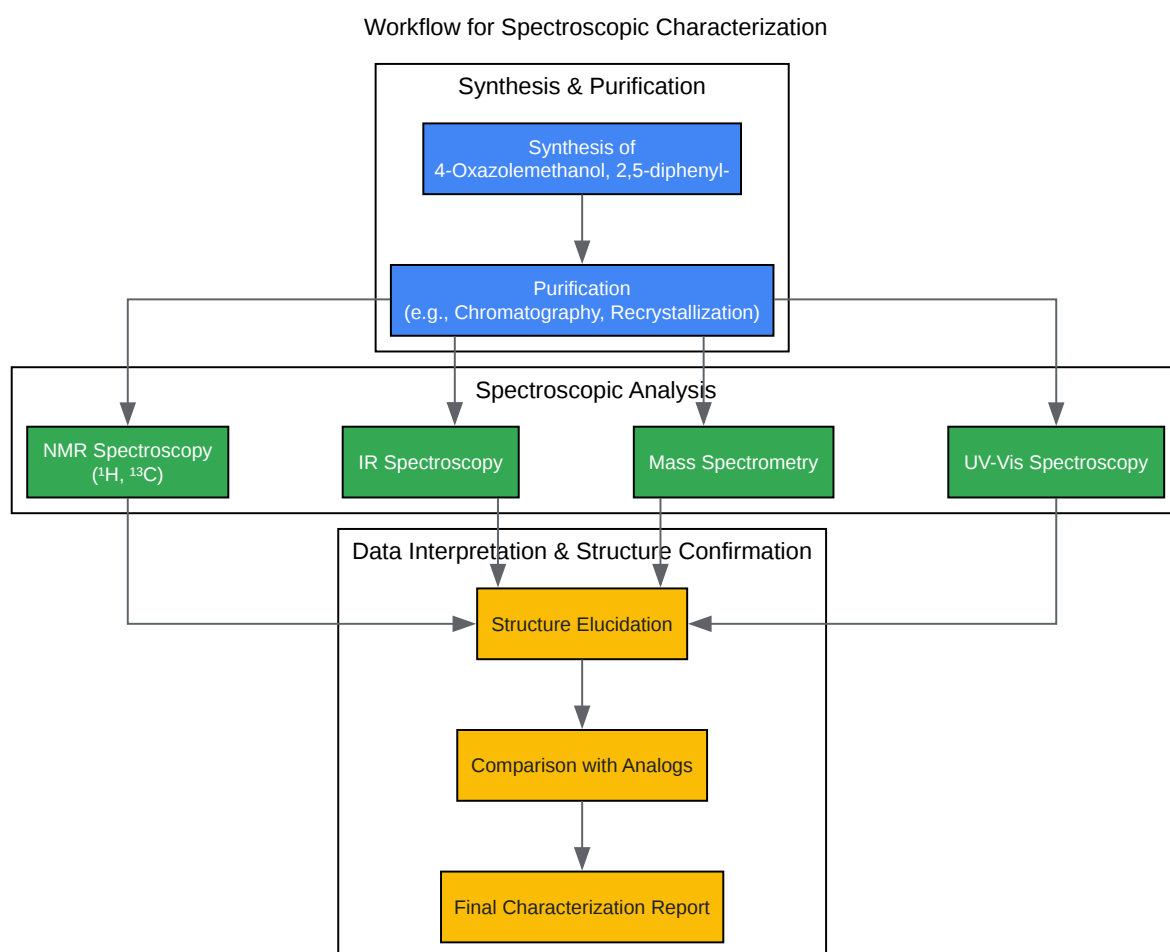 Workflow for Spectroscopic Characterization
Synthesis & Purification
Synthesis of
4-Oxazolemethanol, 2,5-diphenyl-
Purification
(e.g., Chromatography, Recrystallization)
Spectroscopic Analysis
NMR Spectroscopy
(¹H, ¹³C)
IR Spectroscopy
Mass Spectrometry
UV-Vis Spectroscopy
Data Interpretation & Structure Confirmation
Structure Elucidation
Comparison with Analogs
Final Characterization Report